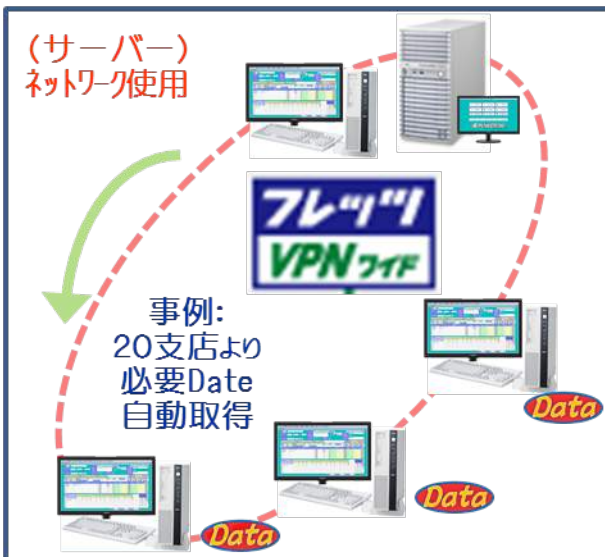 (サーバー)
ネットワーク使用
フレッツ
VPNワイド
事例:
20支店より
必要Date
自動取得
Data
Data
Data